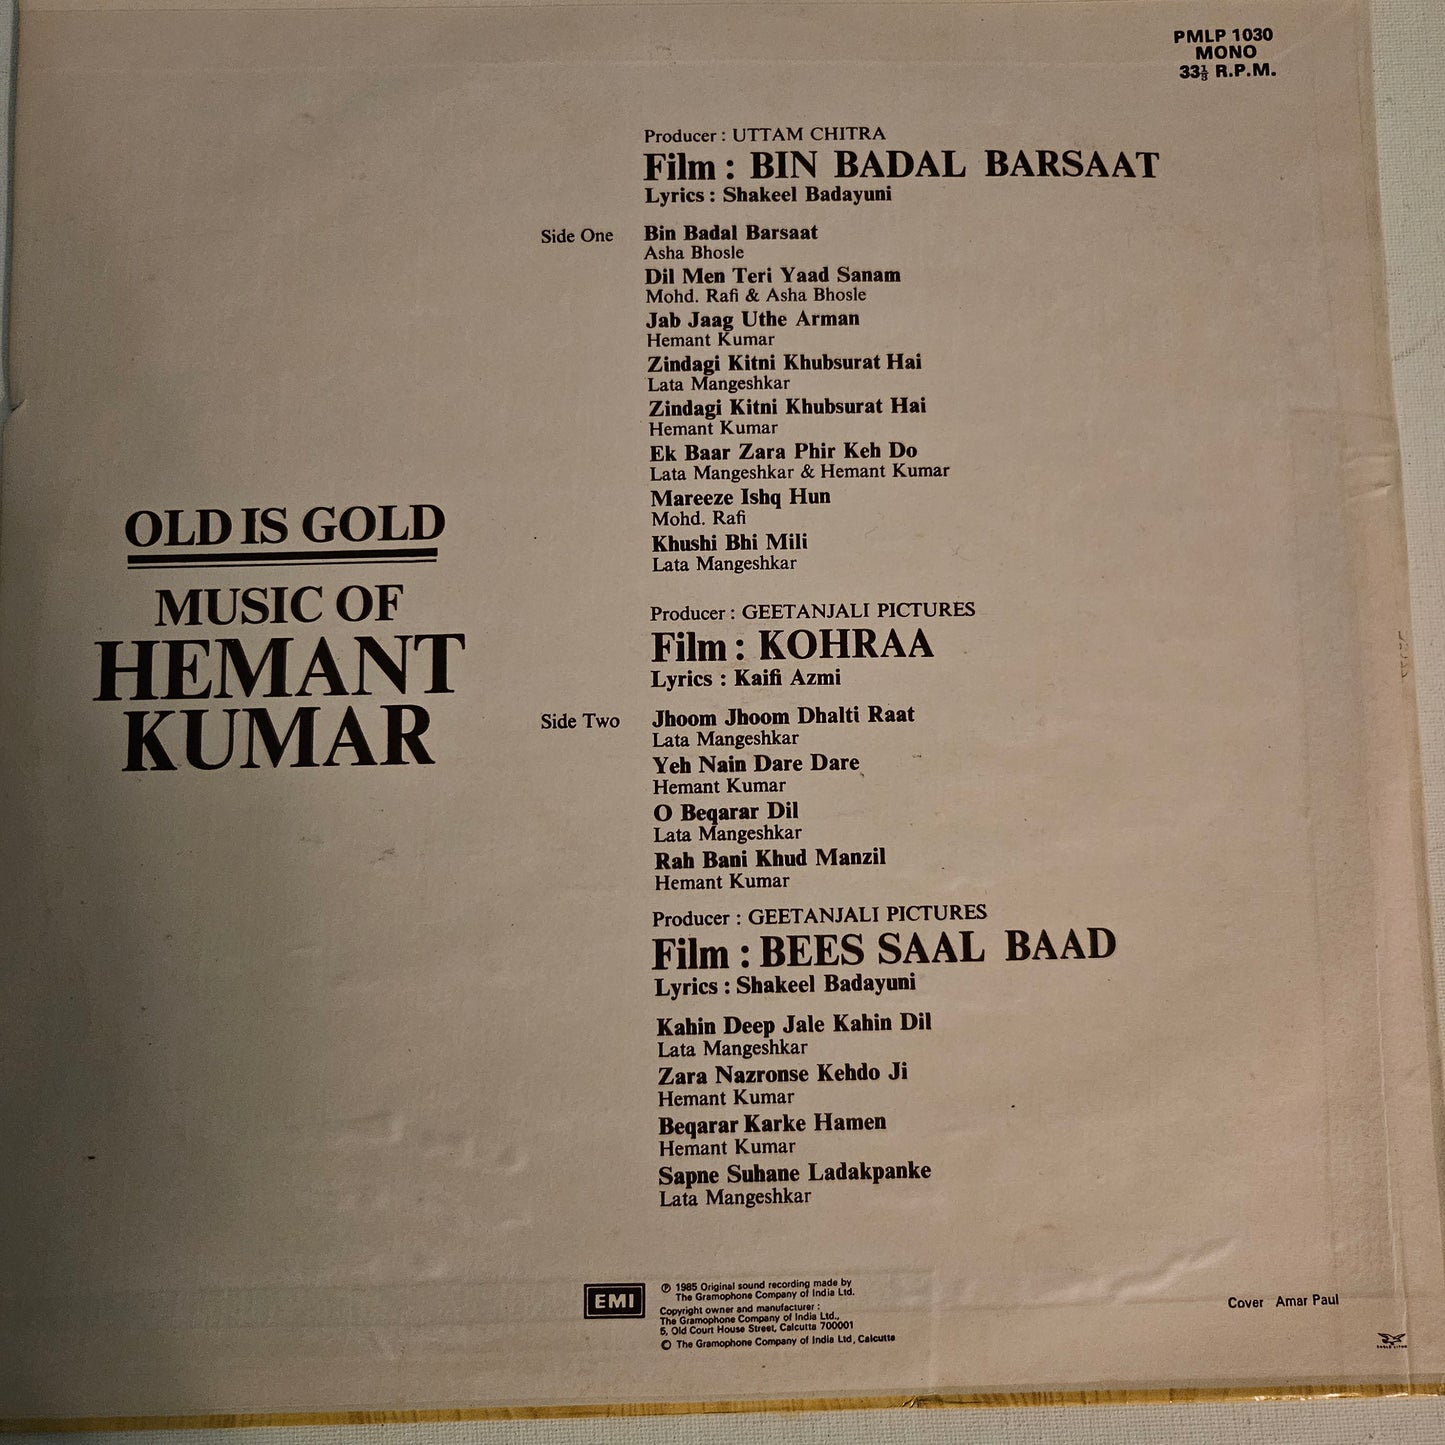 PMLP 1030
MONO
33⅓ R.P.M.
Producer : UTTAM CHITRA
Film : BIN BADAL BARSAAT
Lyrics : Shakeel Badayuni
Side One
Bin Badal Barsaat
Asha Bhosle
Dil Men Teri Yaad Sanam
Mohd. Rafi & Asha Bhosle
Jab Jaag Uthe Arman
Hemant Kumar
Zindagi Kitni Khubsurat Hai
Lata Mangeshkar
Zindagi Kitni Khubsurat Hai
Hemant Kumar
Ek Baar Zara Phir Keh Do
Lata Mangeshkar & Hemant Kumar
Mareeze Ishq Hun
Mohd. Rafi
Khushi Bhi Mili
Lata Mangeshkar
OLD IS GOLD
MUSIC OF
HEMANT
KUMAR
Producer : GEETANJALI PICTURES
Film : KOHRAA
Lyrics : Kaifi Azmi
Side Two
Jhoom Jhoom Dhalti Raat
Lata Mangeshkar
Yeh Nain Dare Dare
Hemant Kumar
O Beqarar Dil
Lata Mangeshkar
Rah Bani Khud Manzil
Hemant Kumar
Producer : GEETANJALI PICTURES
Film : BEES SAAL BAAD
Lyrics : Shakeel Badayuni
Kahin Deep Jale Kahin Dil
Lata Mangeshkar
Zara Nazronse Kehdo Ji
Hemant Kumar
Beqarar Karke Hamen
Hemant Kumar
Sapne Suhane Ladakpanke
Lata Mangeshkar
EMI
℗ 1985 Original sound recording made by
The Gramophone Company of India Ltd.
Copyright owner and manufacturer :
The Gramophone Company of India Ltd.,
5, Old Court House Street, Calcutta 700001
© The Gramophone Company of India Ltd, Calcutta
Cover Amar Paul